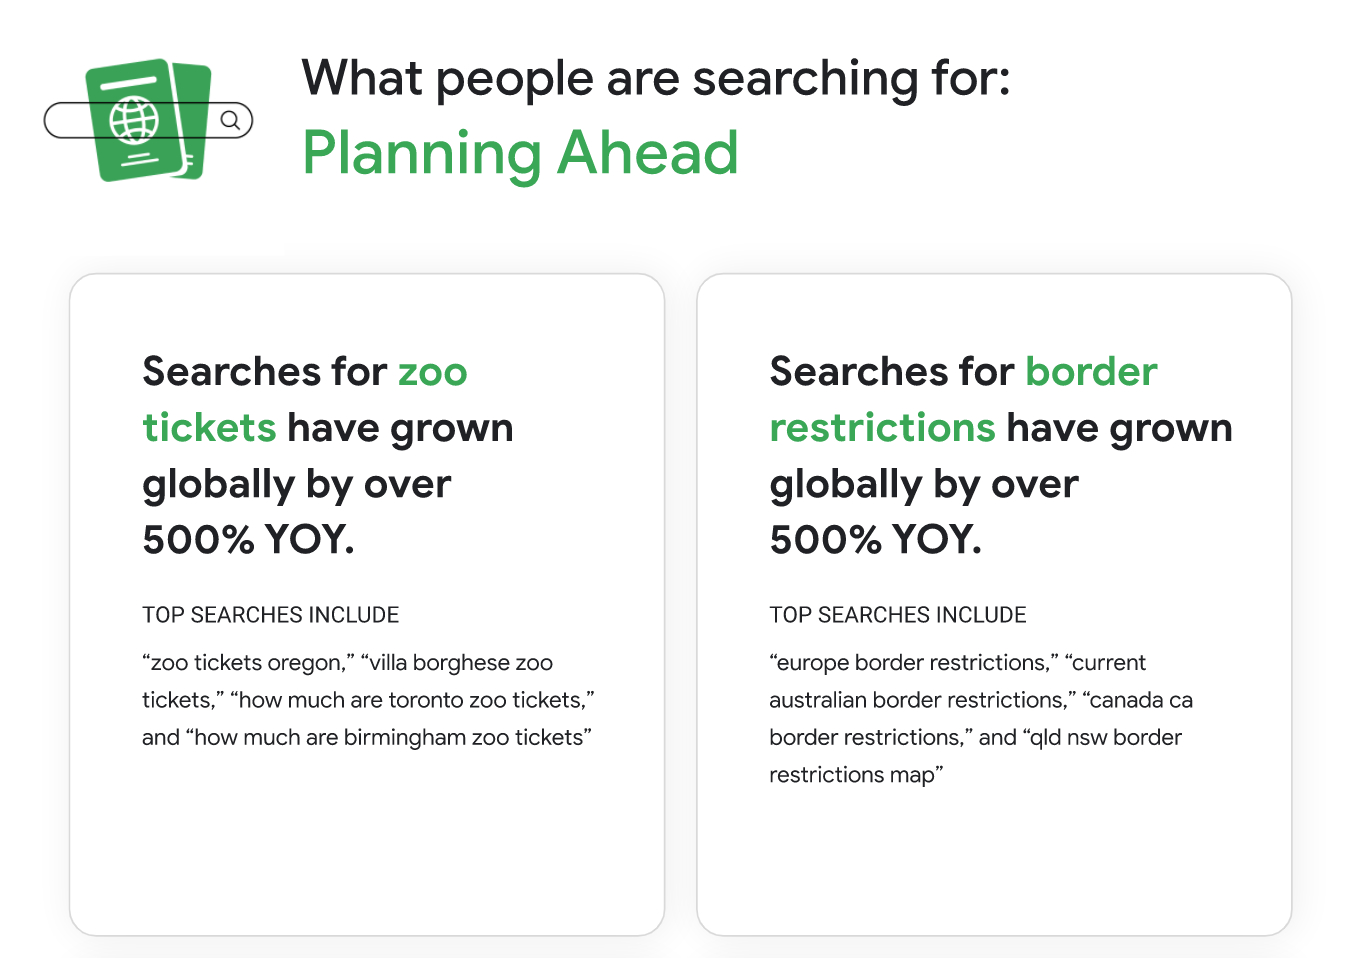 What people are searching for:
Planning Ahead
Searches for zoo
tickets have grown
globally by over
500% YOY.
TOP SEARCHES INCLUDE
“zoo tickets oregon,” “villa borghese zoo
tickets,” “how much are toronto zoo tickets,”
and “how much are birmingham zoo tickets”
Searches for border
restrictions have grown
globally by over
500% YOY.
TOP SEARCHES INCLUDE
“europe border restrictions,” “current
australian border restrictions,” “canada ca
border restrictions,” and “qld nsw border
restrictions map”